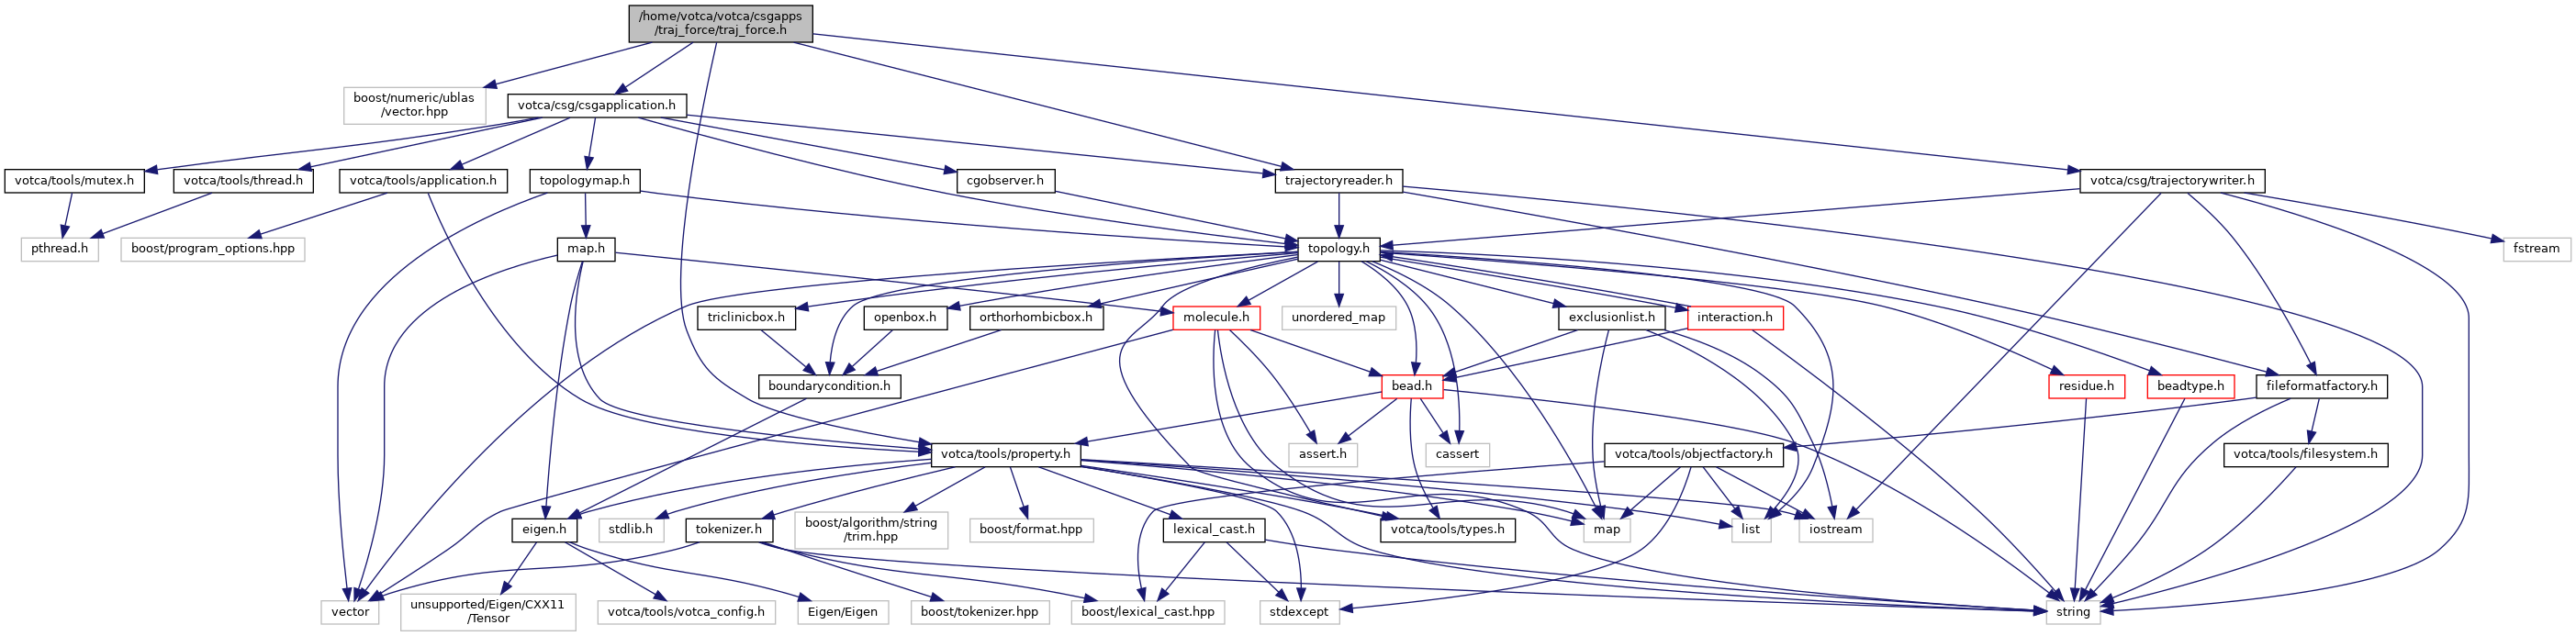 /home/votca/votca/csgapps
/traj_force/traj_force.h
boost/numeric/ublas
/vector.hpp
votca/csg/csgapplication.h
votca/tools/mutex.h
votca/tools/thread.h
votca/tools/application.h
topologymap.h
cgobserver.h
trajectoryreader.h
votca/csg/trajectorywriter.h
pthread.h
boost/program_options.hpp
map.h
topology.h
fstream
triclinicbox.h
openbox.h
orthorhombicbox.h
molecule.h
unordered_map
exclusionlist.h
interaction.h
boundarycondition.h
bead.h
residue.h
beadtype.h
fileformatfactory.h
votca/tools/property.h
assert.h
cassert
votca/tools/objectfactory.h
votca/tools/filesystem.h
eigen.h
stdlib.h
tokenizer.h
boost/algorithm/string
/trim.hpp
boost/format.hpp
lexical_cast.h
votca/tools/types.h
map
list
iostream
vector
unsupported/Eigen/CXX11
/Tensor
votca/tools/votca_config.h
Eigen/Eigen
boost/tokenizer.hpp
boost/lexical_cast.hpp
stdexcept
string